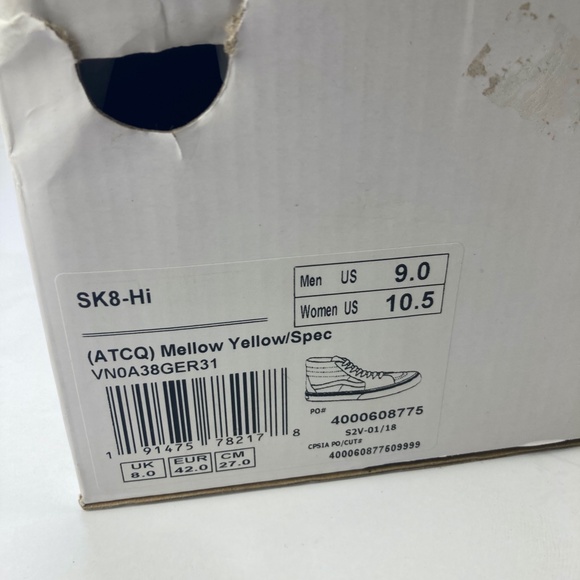 SK8-Hi
Men US 9.0
Women US 10.5
(ATCQ) Mellow Yellow/Spec
VN0A38GER31
1 91475 78217 8
PO# 4000608775
S2V-01/18
CPSIA PO/CUT#
400060877609999
UK EUR CM
8.0 42.0 27.0